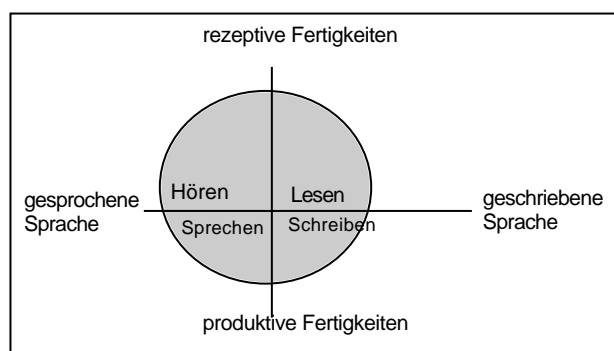 rezeptive Fertigkeiten
Hören
Lesen
gesprochene
Sprache
geschriebene
Sprache
Sprechen
Schreiben
produktive Fertigkeiten